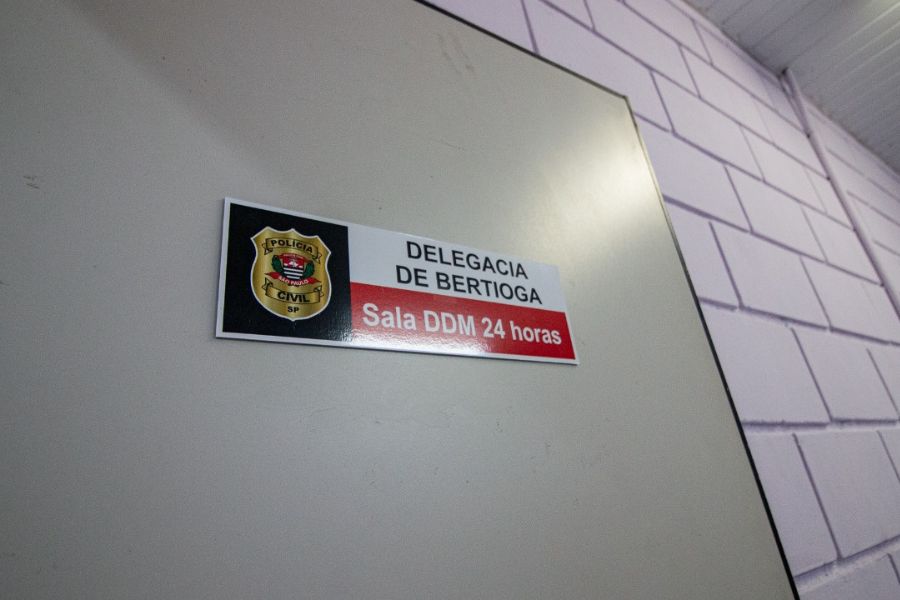 POLÍCIA
SÃO PAULO
CIVIL
SP
DELEGACIA
DE BERTIOGA
Sala DDM 24 horas